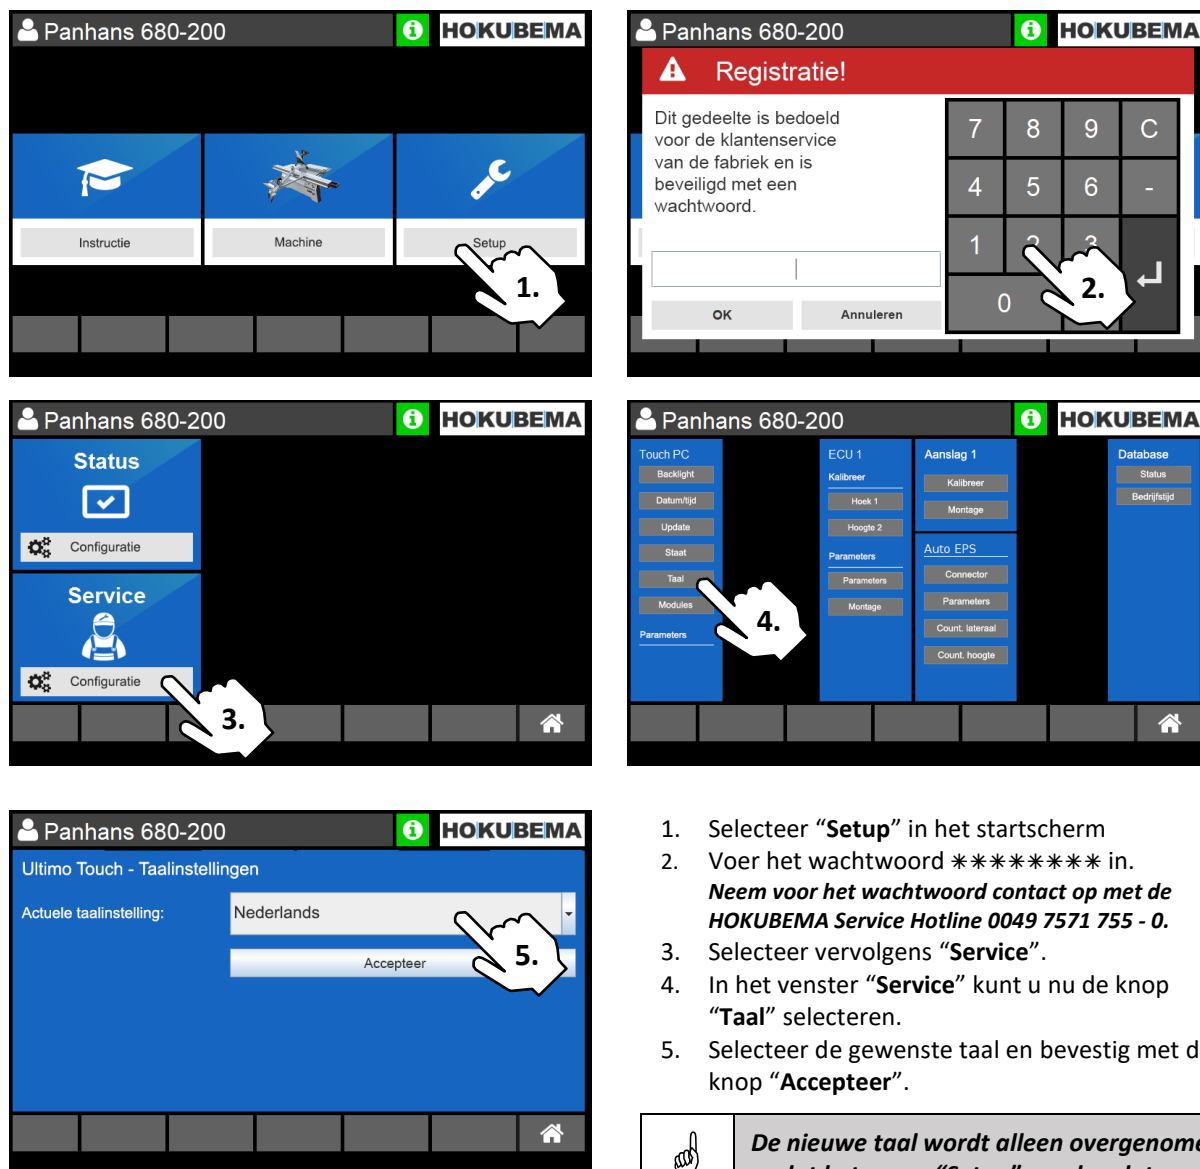 Panhans 680-200
HOKUBEMA
Instructie
Machine
Setup
1.
Panhans 680-200
HOKUBEMA
Registratie!
Dit gedeelte is bedoeld
voor de klantenservice
van de fabriek en is
beveiligd met een
wachtwoord.
OK
Annuleren
7 8 9 C
4 5 6 -
1 2 3
0
2.
Panhans 680-200
HOKUBEMA
Status
Configuratie
Service
Configuratie
3.
Panhans 680-200
HOKUBEMA
Touch PC
Backlight
Datum/tijd
Update
Staat
Taal
Modules
Parameters
ECU 1
Kalibreer
Hoek 1
Hoogte 2
Parameters
Parameters
Montage
Aanslag 1
Kalibreer
Montage
Auto EPS
Connector
Parameters
Count. lateraal
Count. hoogte
Database
Status
Bedrijfstijd
4.
Panhans 680-200
HOKUBEMA
Ultimo Touch - Taalinstellingen
Actuele taalinstelling:
Nederlands
Accepteer
5.
1. Selecteer “Setup” in het startscherm
2. Voer het wachtwoord ∗∗∗∗∗∗∗∗ in.
Neem voor het wachtwoord contact op met de
HOKUBEMA Service Hotline 0049 7571 755 - 0.
3. Selecteer vervolgens “Service”.
4. In het venster “Service” kunt u nu de knop
“Taal” selecteren.
5. Selecteer de gewenste taal en bevestig met d
knop “Accepteer”.
De nieuwe taal wordt alleen overgenome